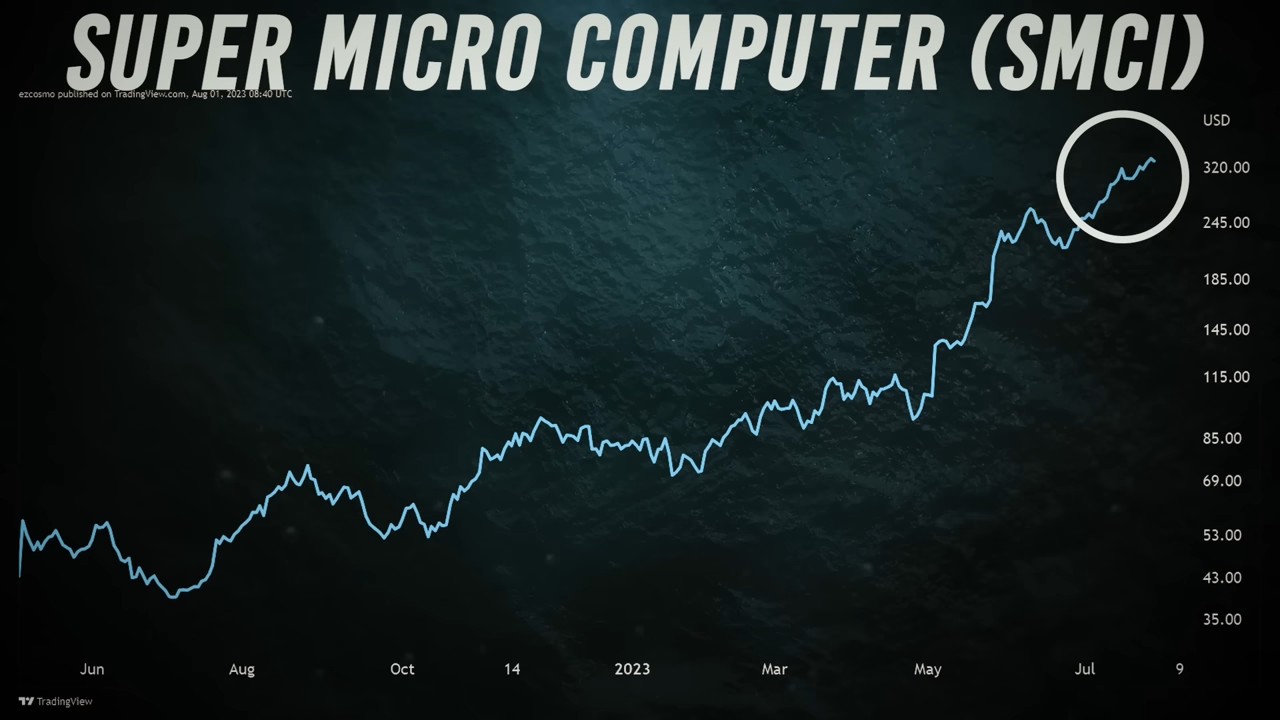 SUPER MICRO COMPUTER (SMCI)
ezcosmo published on TradingView.com, Aug 01, 2023 08:40 UTC
USD
320.00
245.00
185.00
145.00
115.00
85.00
69.00
53.00
43.00
35.00
Jun Aug Oct 14 2023 Mar May Jul 9
TradingView